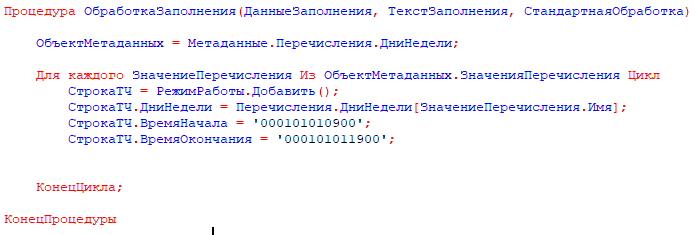 Процедура ОбработкаЗаполнения(ДанныеЗаполнения, ТекстЗаполнения, СтандартнаяОбработка)
ОбъектМетаданных = Метаданные.Перечисления.ДниНедели;
Для каждого ЗначениеПеречисления Из ОбъектМетаданных.ЗначенияПеречисления Цикл
СтрокаТЧ = РежимРаботы.Добавить();
СтрокаТЧ.ДниНедели = Перечисления.ДниНедели[ЗначениеПеречисления.Имя];
СтрокаТЧ.ВремяНачала = '000101010900';
СтрокаТЧ.ВремяОкончания = '000101011900';
КонецЦикла;
КонецПроцедуры